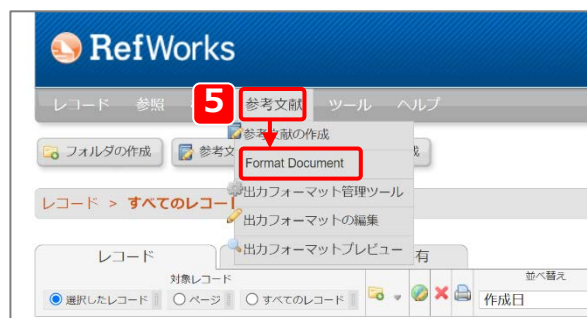 RefWorks
レコード 参照 5 参考文献 ツール ヘルプ
参考文献の作成
フォルダの作成 参考文
Format Document
出力フォーマット管理ツール
レコード > すべてのレコード
出力フォーマットの編集
出力フォーマットプレビュー
レコード 有
対象レコード 並べ替え
選択したレコード ページ すべてのレコード 作成日